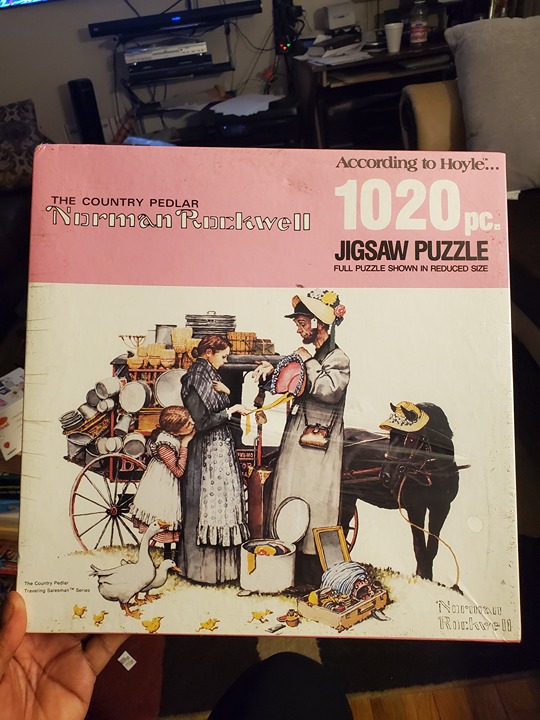 According to Hoyle™...
THE COUNTRY PEDLAR
Norman Rockwell
1020 pc.
JIGSAW PUZZLE
FULL PUZZLE SHOWN IN REDUCED SIZE
The Country Pedlar
Traveling Salesman™ Series
Norman
Rockwell